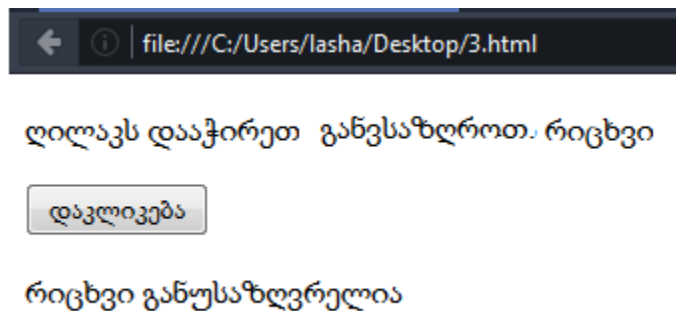 file:///C:/Users/lasha/Desktop/3.html
ღილაკს დააჭირეთ განვსაზღროთ. რიცხვი
დაკლიკება
რიცხვი განუსაზღვრელია